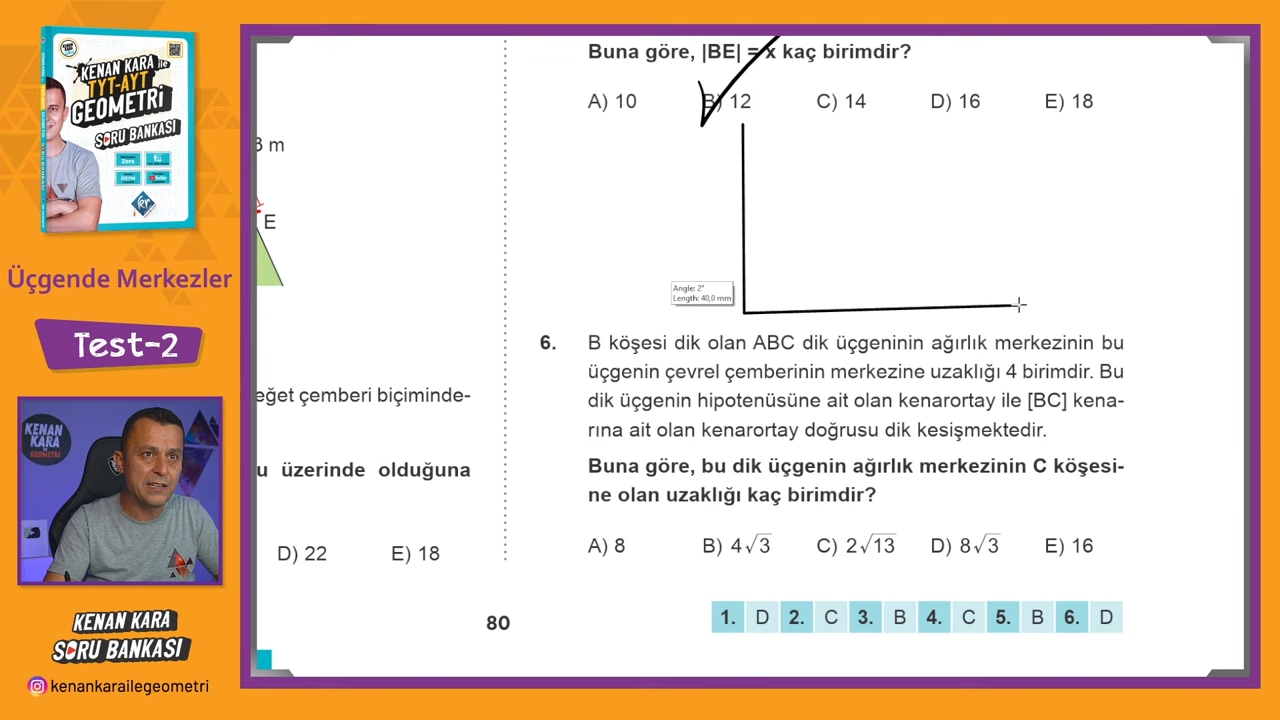 KENAN KARA ile
TYT-AYT
GEOMETRİ
SORU BANKASI
Üçgende Merkezler
Test-2
KENAN
KARA
KENAN KARA
SORU BANKASI
kenankarailegeometri
3 m
E
eğet çemberi biçiminde-
u üzerinde olduğuna
D) 22 E) 18
80
Buna göre, |BE| = x kaç birimdir?
A) 10 B) 12 C) 14 D) 16 E) 18
Angle: 2°
Length: 40,0 mm
6. B köşesi dik olan ABC dik üçgeninin ağırlık merkezinin bu
üçgenin çevrel çemberinin merkezine uzaklığı 4 birimdir. Bu
dik üçgenin hipotenüsüne ait olan kenarortay ile [BC] kena-
rına ait olan kenarortay doğrusu dik kesişmektedir.
Buna göre, bu dik üçgenin ağırlık merkezinin C köşesi-
ne olan uzaklığı kaç birimdir?
A) 8 B) 4√3 C) 2√13 D) 8√3 E) 16
1. D 2. C 3. B 4. C 5. B 6. D